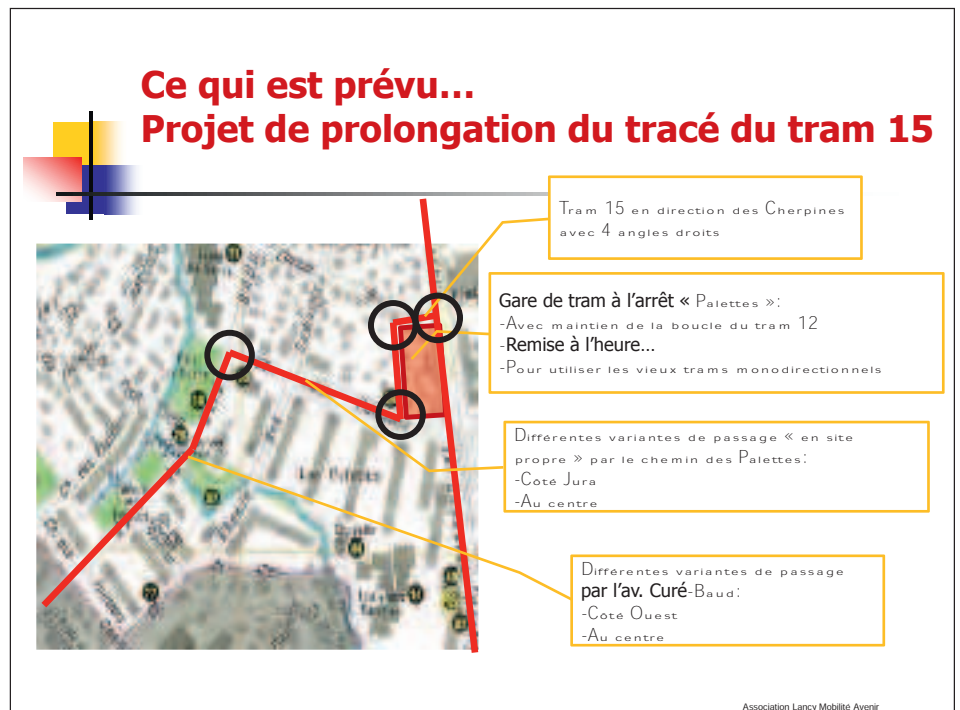 Ce qui est prévu...
Projet de prolongation du tracé du tram 15
Tram 15 en direction des Cherpines
avec 4 angles droits
Gare de tram à l'arrêt « Palettes »:
-Avec maintien de la boucle du tram 12
-Remise à l'heure...
-Pour utiliser les vieux trams monodirectionnels
Différentes variantes de passage « en site
propre » par le chemin des Palettes:
-Côté Jura
-Au centre
Différentes variantes de passage
par l'av. Curé-Baud:
-Côté Ouest
-Au centre
Les Palettes
Association Lancy Mobilité Avenir